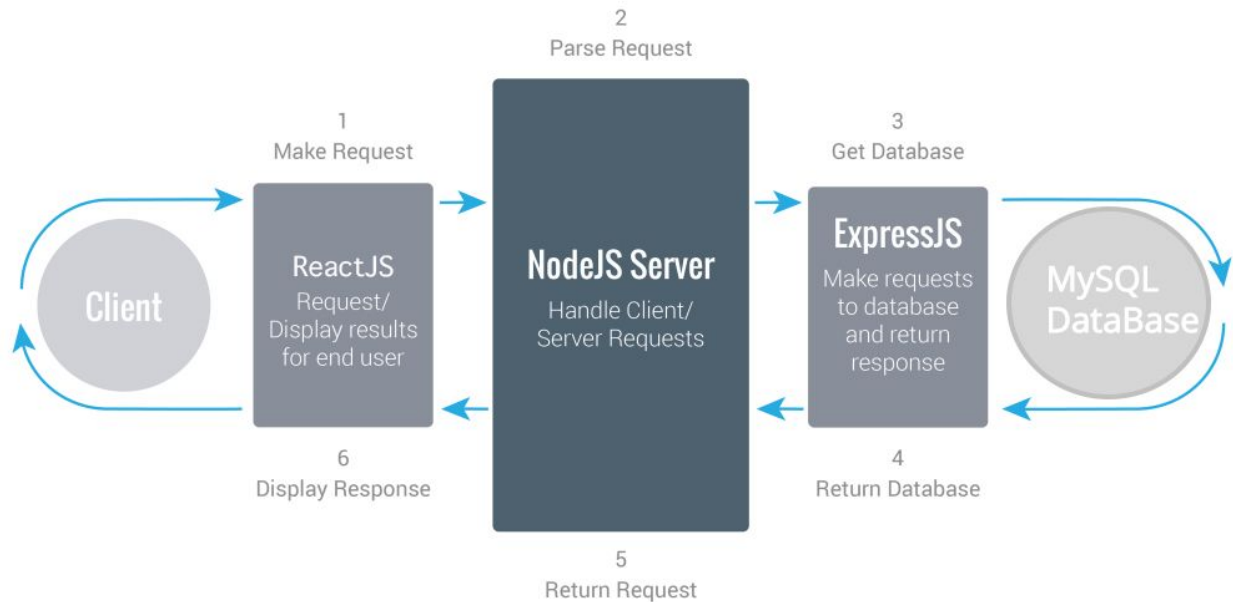 2
Parse Request
1
Make Request
3
Get Database
Client
ReactJS
Request/
Display results
for end user
NodeJS Server
Handle Client/
Server Requests
ExpressJS
Make requests
to database
and return
response
MySQL
DataBase
6
Display Response
4
Return Database
5
Return Request